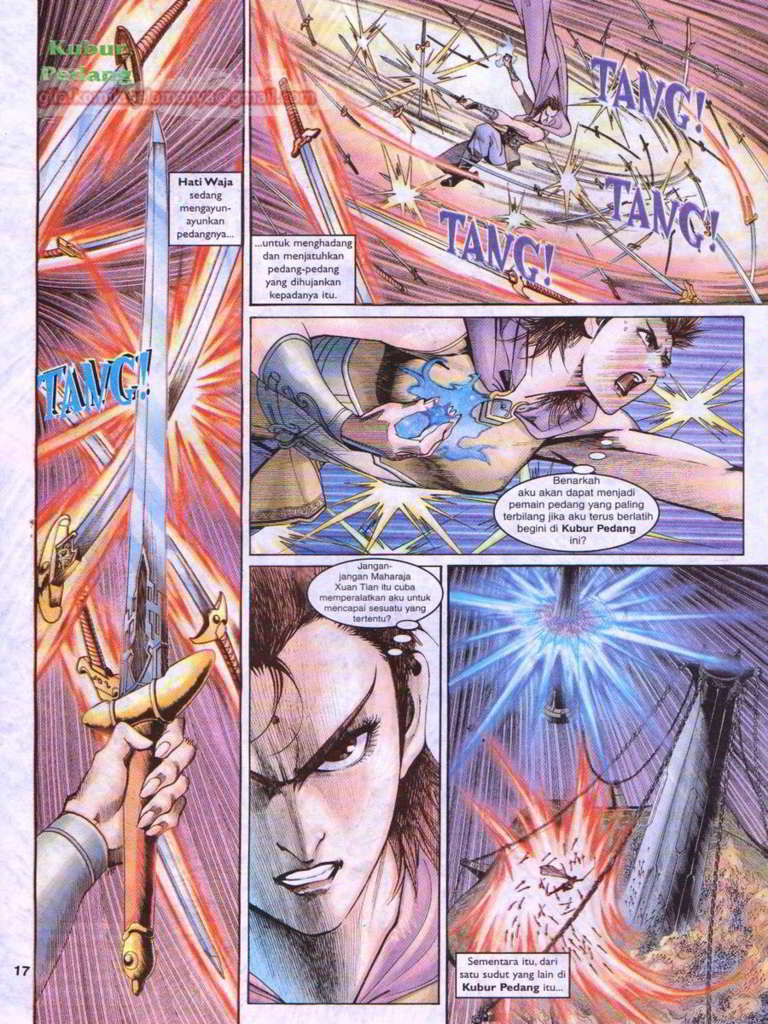 Kubur
Pedang
Hati Waja
sedang
mengayun-
ayunkan
pedangnya...
TANG!
...untuk menghadang
dan menjatuhkan
pedang-pedang
yang dihujankan
kepadanya itu.
TANG!
TANG!
TANG!
Benarkah
aku akan dapat menjadi
pemain pedang yang paling
terbilang jika aku terus berlatih
begini di Kubur Pedang
ini?
Jangan-
jangan Maharaja
Xuan Tian itu cuba
memperalatkan aku untuk
mencapai sesuatu yang
tertentu?
Sementara itu, dari
satu sudut yang lain di
Kubur Pedang itu...
17